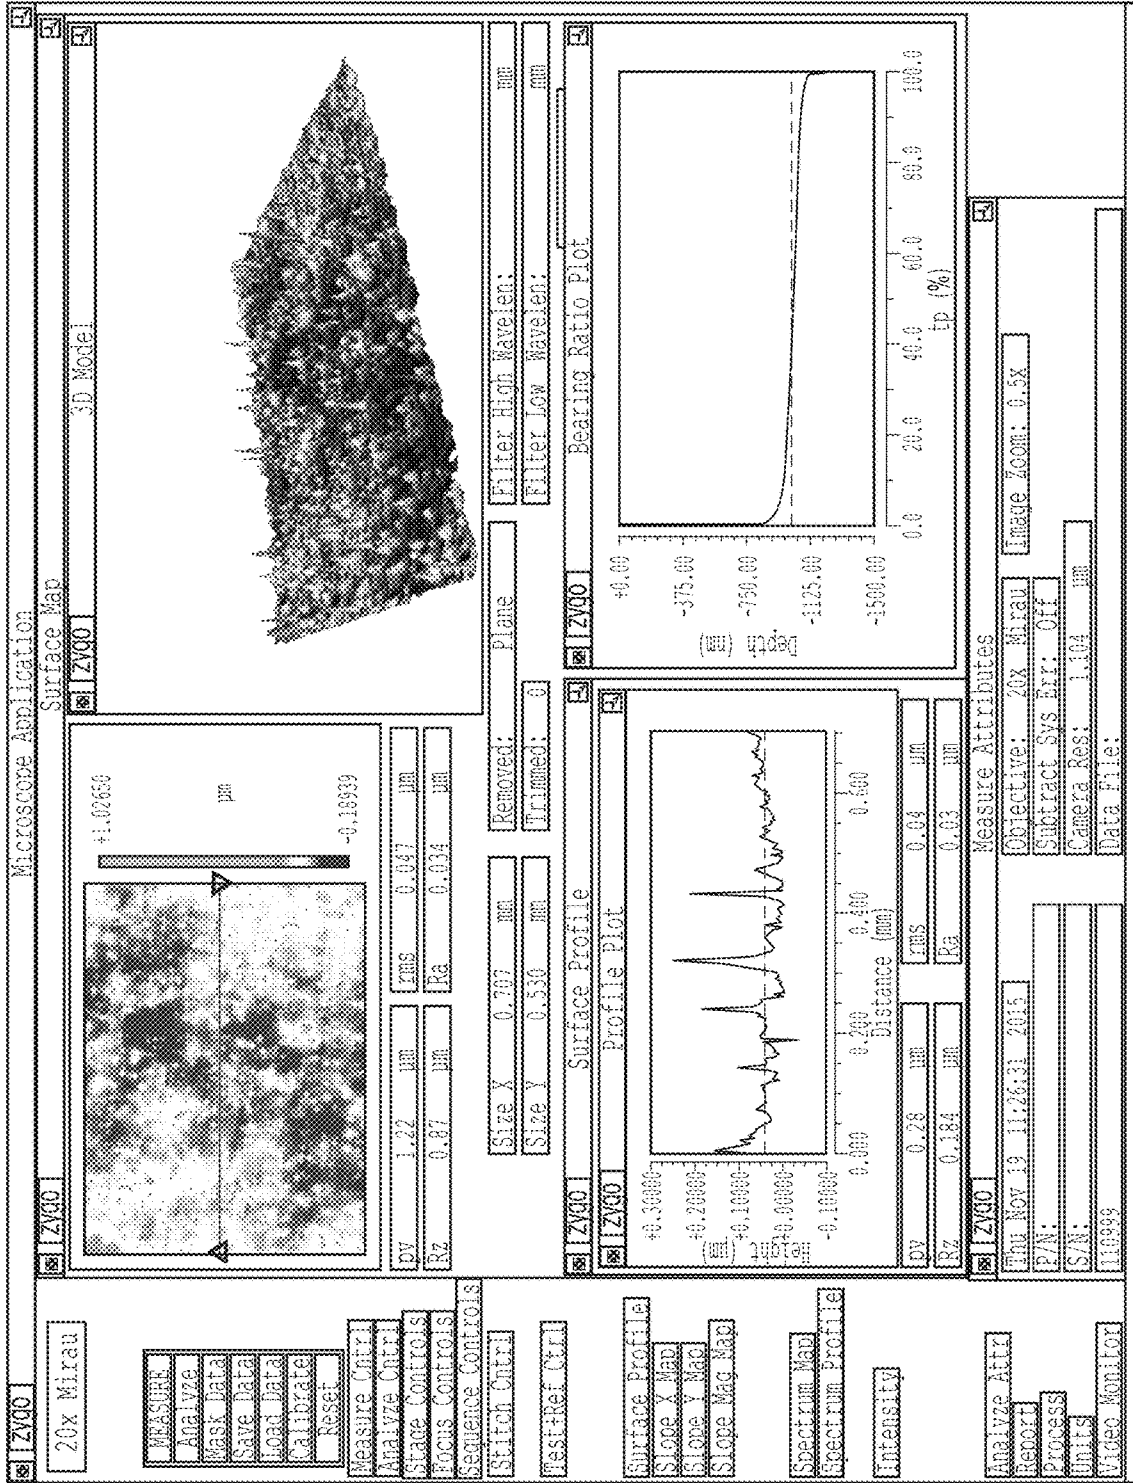 zygo Microscope Application
20x Mirau
MEASURE
Analyze
Mask Data
Save Data
Load Data
Calibrate
Reset
Measure Cntrl
Analyze Cntrl
Stage Controls
Focus Controls
Sequence Controls
Stitch Cntrl
Test+Ref Ctrl
Surface Profile
Slope X Map
Slope Y Map
Slope Mag Map
Spectrum Map
Spectrum Profile
Intensity
Analyze Attr
Report
Process
Units
Video Monitor
zygo Surface Map
+1.02650
µm
-0.18939
pv 1.22 µm
rms 0.047 µm
Rz 0.87 µm
Ra 0.034 µm
Size X 0.707 mm
Size Y 0.530 mm
Removed: Plane
Trimmed: 0
Filter High Wavelen: mm
Filter Low Wavelen: mm
zygo 3D Model
zygo Surface Profile
zygo Profile Plot
+0.30000
+0.20000
+0.10000
+0.00000
-0.10000
Height (µm)
0.000 0.200 0.400 0.600
Distance (mm)
pv 0.28 µm
rms 0.04 µm
Rz 0.184 µm
Ra 0.03 µm
zygo Bearing Ratio Plot
+0.00
-375.00
-750.00
-1125.00
-1500.00
Depth (nm)
0.0 20.0 40.0 60.0 80.0 100.0
tp (%)
zygo Measure Attributes
Thu Nov 19 11:26:31 2015
P/N:
S/N:
110999
Objective: 20x Mirau
Image Zoom: 0.5X
Subtract Sys Err: Off
Camera Res: 1.104 µm
Data File: